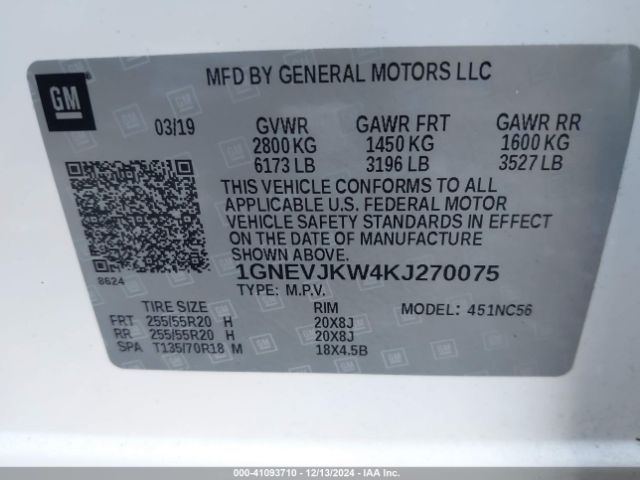 GM
MFD BY GENERAL MOTORS LLC
03/19 GVWR GAWR FRT GAWR RR
2800 KG 1450 KG 1600 KG
6173 LB 3196 LB 3527 LB
THIS VEHICLE CONFORMS TO ALL
APPLICABLE U.S. FEDERAL MOTOR
VEHICLE SAFETY STANDARDS IN EFFECT
ON THE DATE OF MANUFACTURE
SHOWN ABOVE.
8624
1GNEVJKW4KJ270075
TYPE: M.P.V. MODEL: 451NC56
TIRE SIZE RIM
FRT 255/55R20 H 20X8J
RR 255/55R20 H 20X8J
SPA T135/70R18 M 18X4.5B
000-41093710 - 12/13/2024 - IAA Inc.